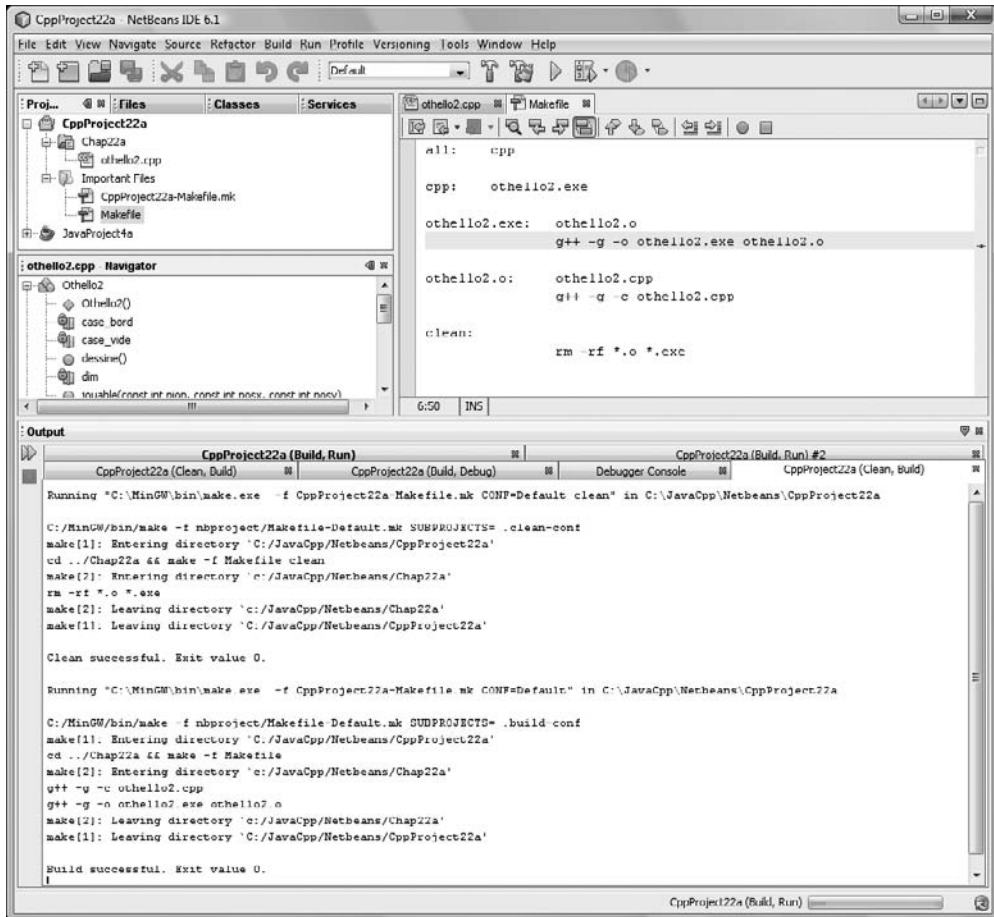 CppProject22a - NetBeans IDE 6.1
File Edit View Navigate Source Refactor Build Run Profile Versioning Tools Window Help
Default
Proj... Files Classes Services
CppProject22a
Chap22a
othello2.cpp
Important Files
CppProject22a-Makefile.mk
Makefile
JavaProject4a
othello2.cpp - Navigator
Othello2
Othello2()
case_bord
case_vide
dessine()
dim
jouable(const int pion, const int posx, const int posy)
othello2.cpp Makefile
all: cpp
cpp: othello2.exe
othello2.exe: othello2.o
g++ -g -o othello2.exe othello2.o
othello2.o: othello2.cpp
g++ -g -c othello2.cpp
clean:
rm -rf *.o *.exe
6:50 INS
Output
CppProject22a (Build, Run) CppProject22a (Build, Run) #2
CppProject22a (Clean, Build) CppProject22a (Build, Debug) Debugger Console CppProject22a (Clean, Build)
Running "C:\MinGW\bin\make.exe -f CppProject22a-Makefile.mk CONF=Default clean" in C:\JavaCpp\Netbeans\CppProject22a
C:/MinGW/bin/make -f nbproject/Makefile-Default.mk SUBPROJECTS= .clean-conf
make[1]: Entering directory `C:/JavaCpp/Netbeans/CppProject22a'
cd ../Chap22a && make -f Makefile clean
make[2]: Entering directory `c:/JavaCpp/Netbeans/Chap22a'
rm -rf *.o *.exe
make[2]: Leaving directory `c:/JavaCpp/Netbeans/Chap22a'
make[1]: Leaving directory `C:/JavaCpp/Netbeans/CppProject22a'
Clean successful. Exit value 0.
Running "C:\MinGW\bin\make.exe -f CppProject22a-Makefile.mk CONF=Default" in C:\JavaCpp\Netbeans\CppProject22a
C:/MinGW/bin/make -f nbproject/Makefile-Default.mk SUBPROJECTS= .build-conf
make[1]: Entering directory `C:/JavaCpp/Netbeans/CppProject22a'
cd ../Chap22a && make -f Makefile
make[2]: Entering directory `c:/JavaCpp/Netbeans/Chap22a'
g++ -g -c othello2.cpp
g++ -g -o othello2.exe othello2.o
make[2]: Leaving directory `c:/JavaCpp/Netbeans/Chap22a'
make[1]: Leaving directory `C:/JavaCpp/Netbeans/CppProject22a'
Build successful. Exit value 0.
CppProject22a (Build, Run)